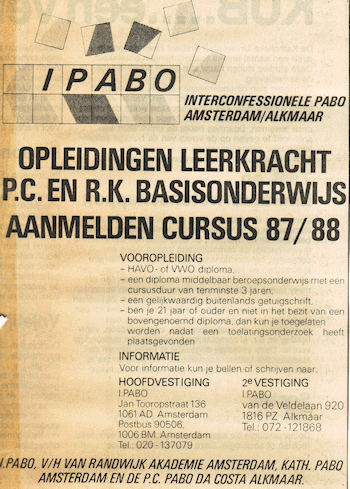 IPABO
INTERCONFESSIONELE PABO
AMSTERDAM/ALKMAAR
OPLEIDINGEN LEERKRACHT
P.C. EN R.K. BASISONDERWIJS
AANMELDEN CURSUS 87/88
VOOROPLEIDING
– HAVO- of VWO diploma,
– een diploma middelbaar beroepsonderwijs met een
cursusduur van tenminste 3 jaren;
– een gelijkwaardig buitenlands getuigschrift.
– ben je 21 jaar of ouder en niet in het bezit van een
bovengenoemd diploma, dan kun je toegelaten
worden nadat een toelatingsonderzoek heeft
plaatsgevonden
INFORMATIE
Voor informatie kun je bellen of schrijven naar:
HOOFDVESTIGING
I.PABO
Jan Tooropstraat 136
1061 AD Amsterdam
Postbus 90506,
1006 BM Amsterdam
Tel.: 020-137079
2e VESTIGING
I.PABO
van de Veldelaan 920
1816 PZ Alkmaar
Tel.: 072-121868
I.PABO, V/H VAN RANDWIJK AKADEMIE AMSTERDAM, KATH. PABO
AMSTERDAM EN DE P.C. PABO DA COSTA ALKMAAR.